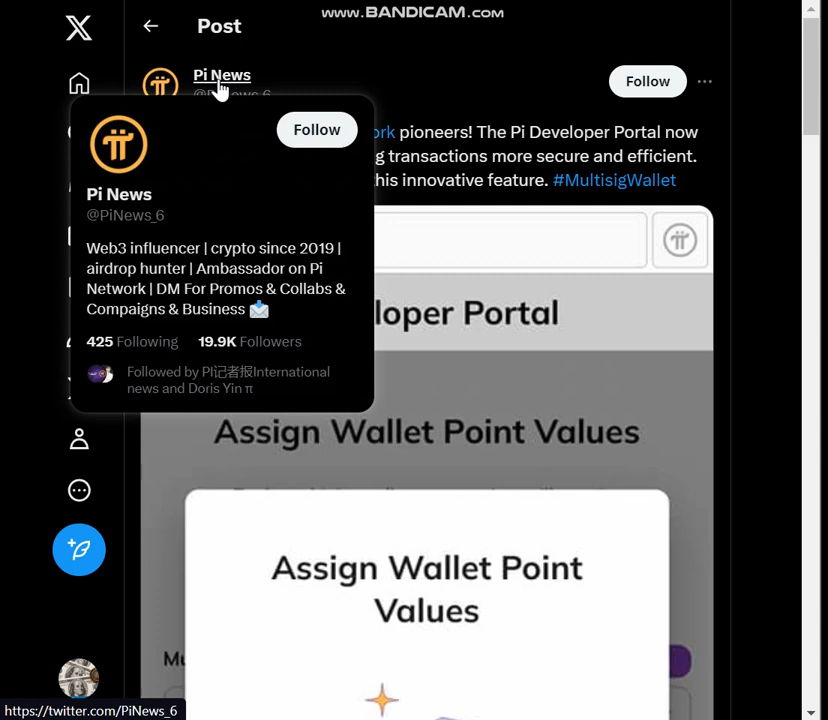 www.BANDICAM.com
Post
Pi News
Follow
pioneers! The Pi Developer Portal now
transactions more secure and efficient.
this innovative feature. #MultisigWallet
Follow
Pi News
@PiNews_6
Web3 influencer | crypto since 2019 |
airdrop hunter | Ambassador on Pi
Network | DM For Promos & Collabs &
Campaigns & Business
425 Following 19.9K Followers
Followed by PI记者报International
news and Doris Yin π
loper Portal
Assign Wallet Point Values
Assign Wallet Point
Values
https://twitter.com/PiNews_6